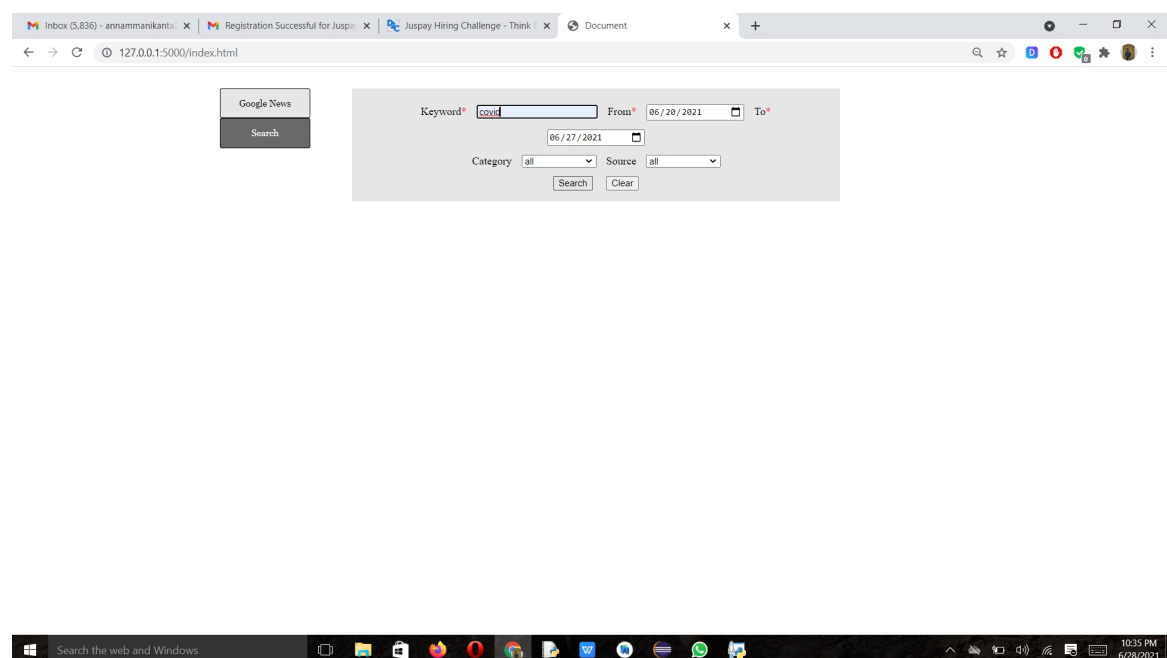 Inbox (5,836) - annammanikanta Registration Successful for Juspay Juspay Hiring Challenge - Think Document
127.0.0.1:5000/index.html
Google News
Search
Keyword* covid From* 06/20/2021 To*
06/27/2021
Category all Source all
Search Clear
Search the web and Windows
10:35 PM
6/28/2021